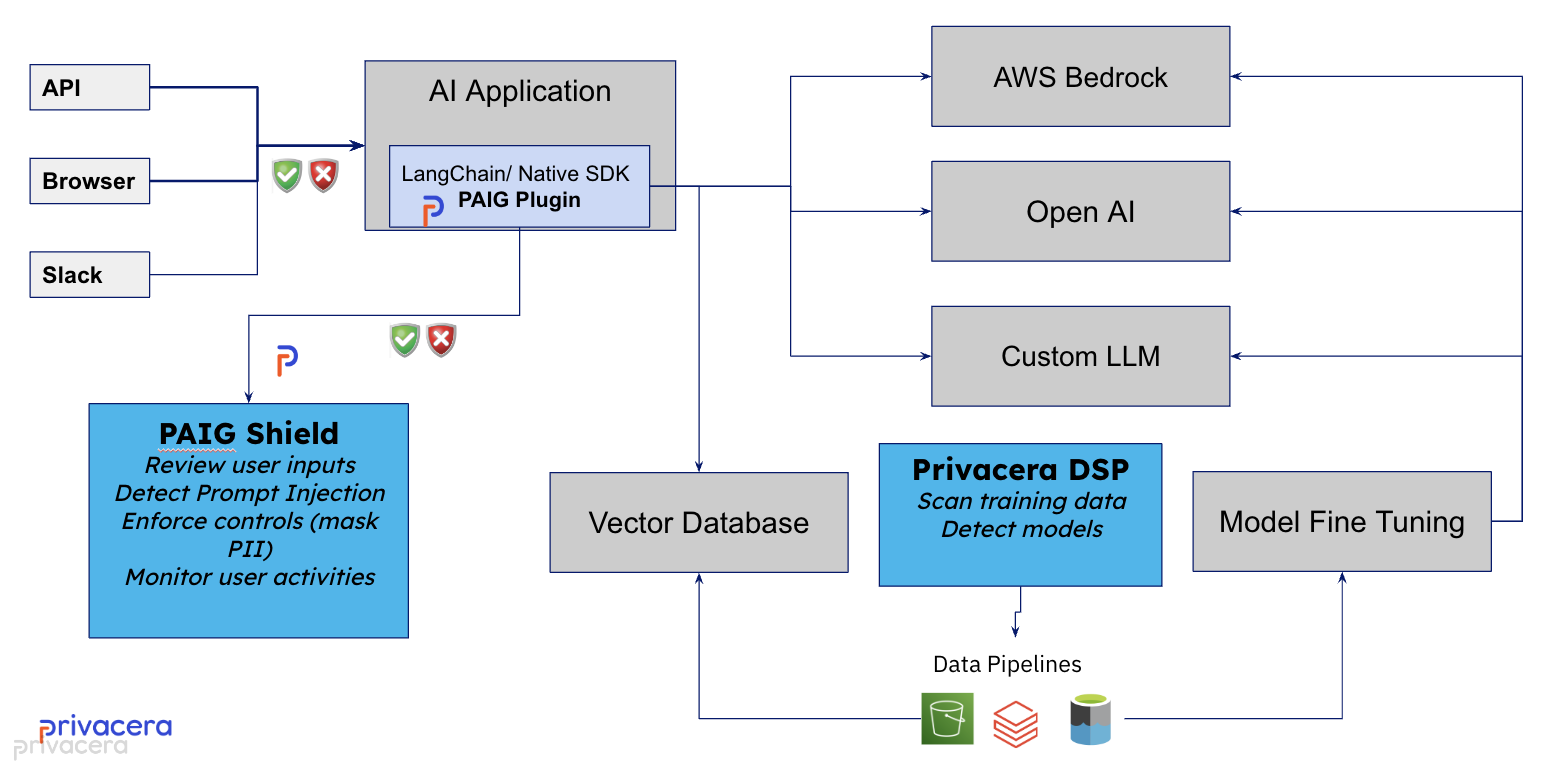 API
Browser
Slack
AI Application
LangChain/ Native SDK
PAIG Plugin
AWS Bedrock
Open AI
Custom LLM
PAIG Shield
Review user inputs
Detect Prompt Injection
Enforce controls (mask
PII)
Monitor user activities
Vector Database
Privacera DSP
Scan training data
Detect models
Model Fine Tuning
Data Pipelines
privacera
privacera